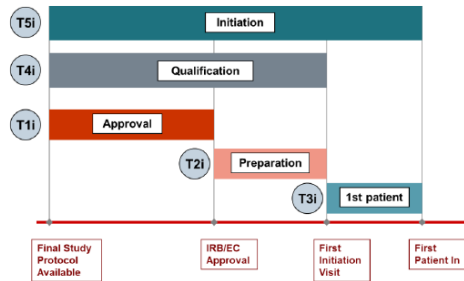 T5i
Initiation
T4i
Qualification
T1i
Approval
T2i
Preparation
T3i
1st patient
Final Study
Protocol
Available
IRB/EC
Approval
First
Initiation
Visit
First
Patient In